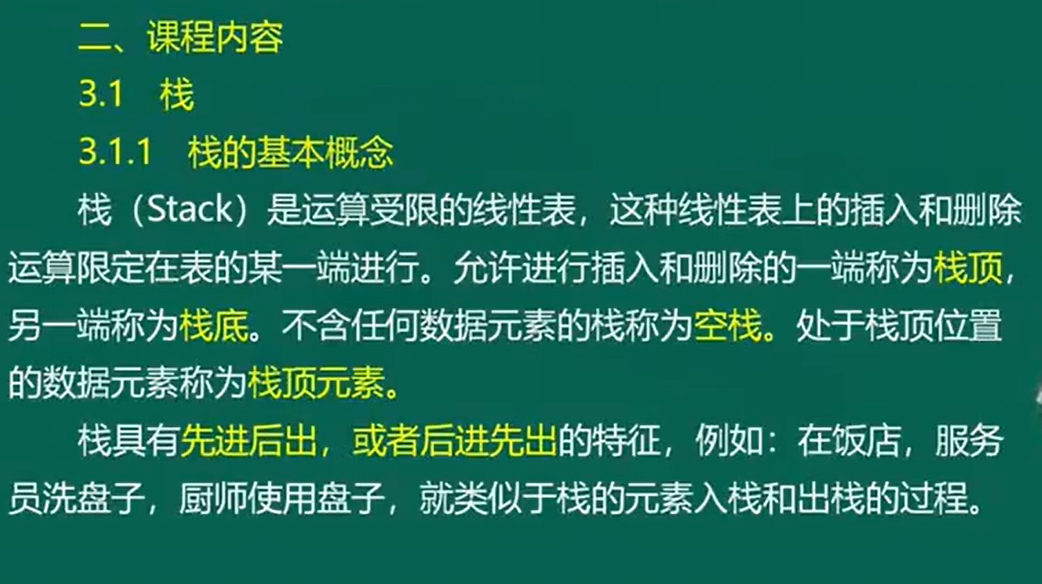 二、课程内容
3.1 栈
3.1.1 栈的基本概念
栈（Stack）是运算受限的线性表，这种线性表上的插入和删除
运算限定在表的某一端进行。允许进行插入和删除的一端称为栈顶，
另一端称为栈底。不含任何数据元素的栈称为空栈。处于栈顶位置
的数据元素称为栈顶元素。
栈具有先进后出，或者后进先出的特征，例如：在饭店，服务
员洗盘子，厨师使用盘子，就类似于栈的元素入栈和出栈的过程。